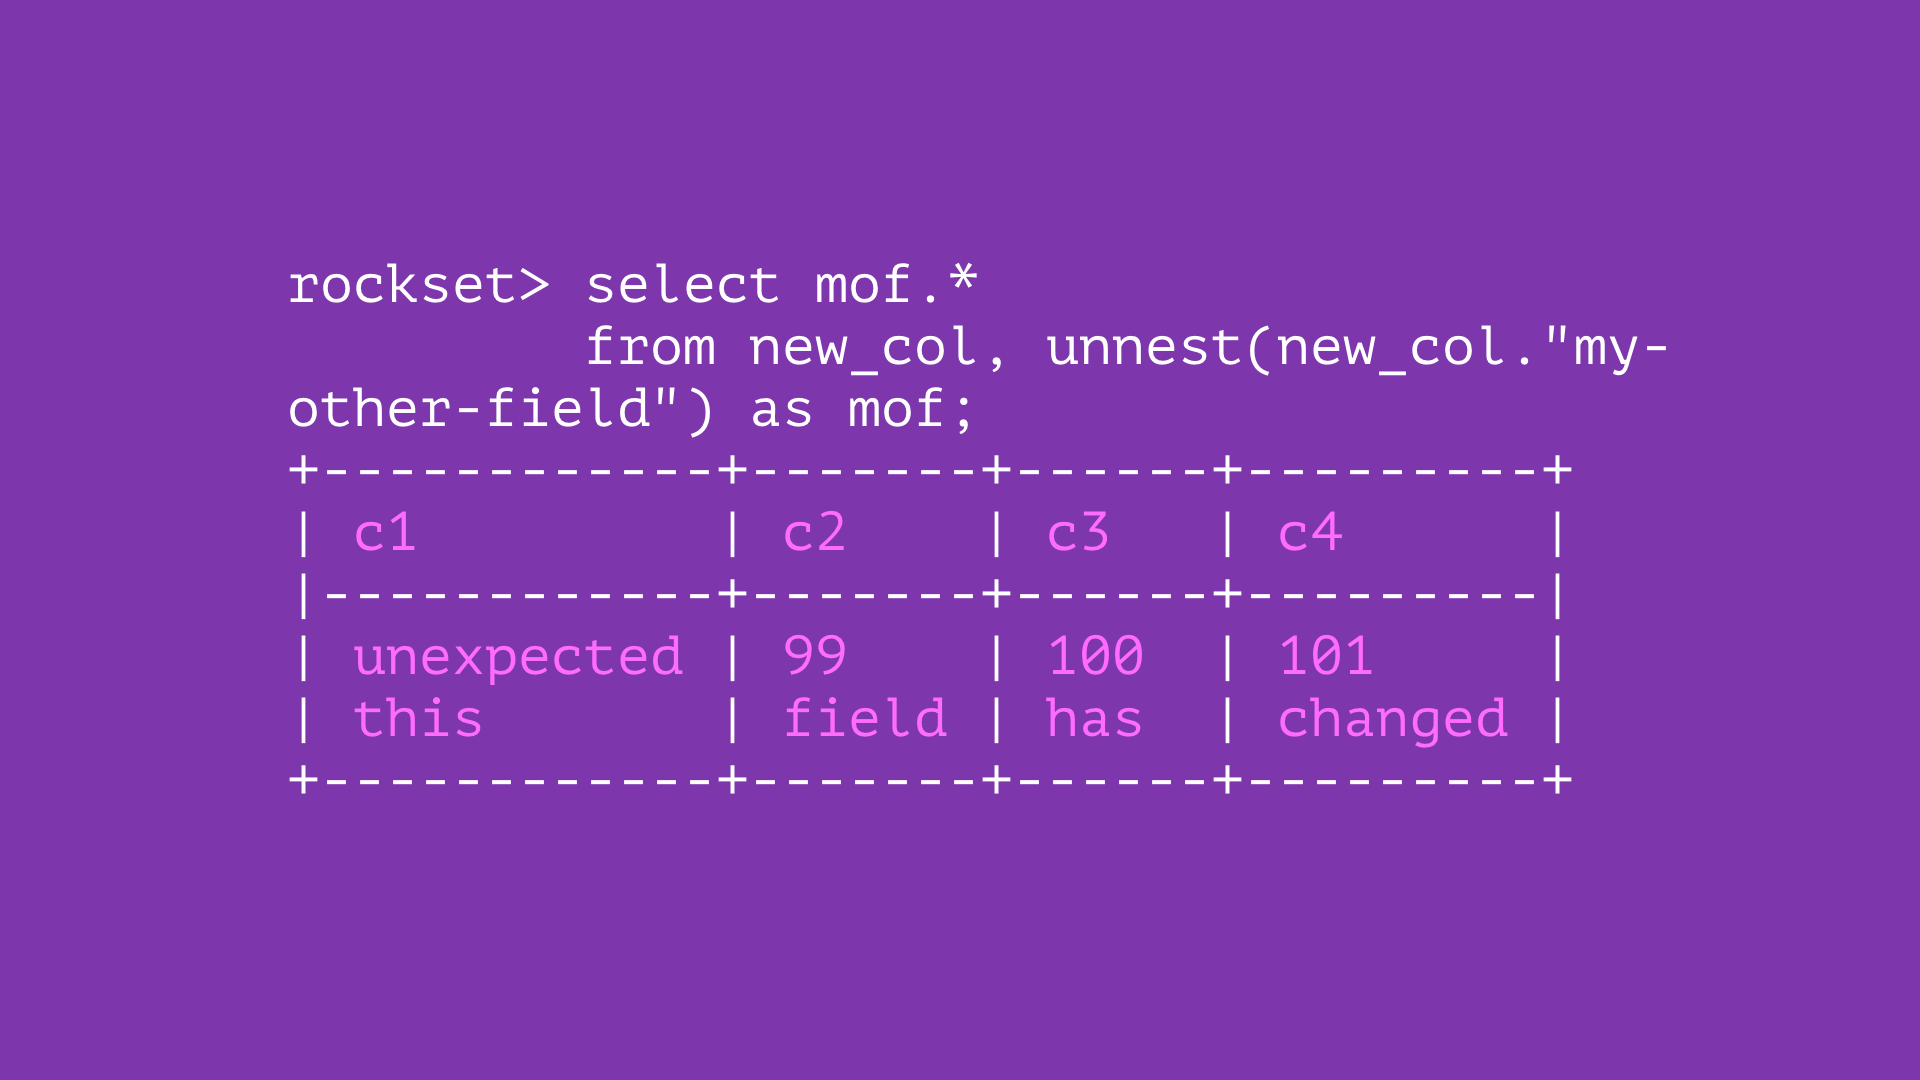 rockset> select mof.*
         from new_col, unnest(new_col."my-
other-field") as mof;
+------------+-------+------+---------+
| c1         | c2    | c3   | c4      |
|------------+-------+------+---------|
| unexpected | 99    | 100  | 101     |
| this       | field | has  | changed |
+------------+-------+------+---------+